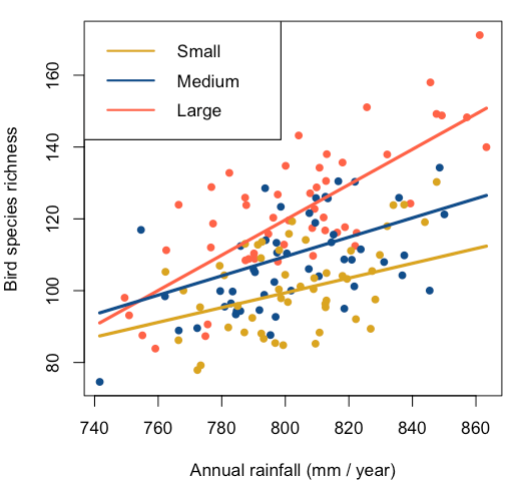 Small
Medium
Large
160
140
120
100
80
Bird species richness
740 760 780 800 820 840 860
Annual rainfall (mm / year)